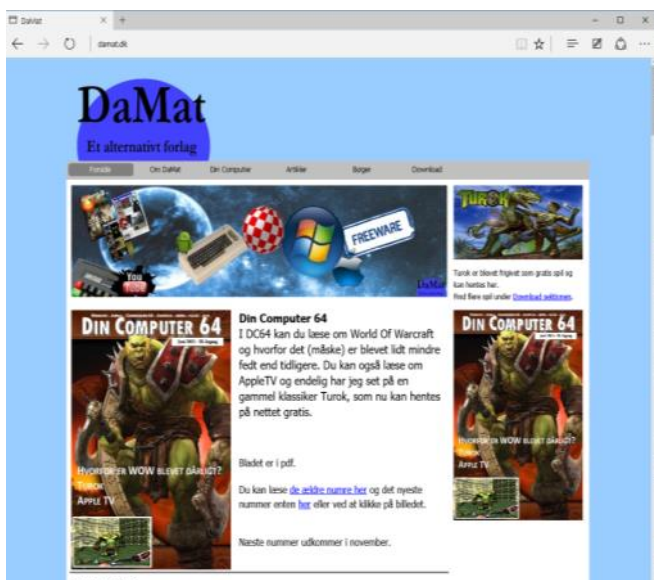 DaMat
damat.dk
DaMat
Et alternativt forlag
Forside Om DaMat Din Computer Artikler Bøger Download
FREEWARE
You
Tube
DaMat
TUROK
Turok er blevet frigivet som gratis spil og
kan hentes her.
Find flere spil under Download sektionen.
DIN COMPUTER 64
HVORFOR ER WOW BLEVET DÅRLIGT?
TUROK
APPLE TV
Din Computer 64
I DC64 kan du læse om World Of Warcraft
og hvorfor det (måske) er blevet lidt mindre
fedt end tidligere. Du kan også læse om
AppleTV og endelig har jeg set på en
gammel klassiker Turok, som nu kan hentes
på nettet gratis.
Bladet er i pdf.
Du kan læse de ældre numre her og det nyeste
nummer enten her eller ved at klikke på billedet.
Næste nummer udkommer i november.
DIN COMPUTER 64
HVORFOR ER WOW BLEVET DÅRLIGT?
TUROK
APPLE TV